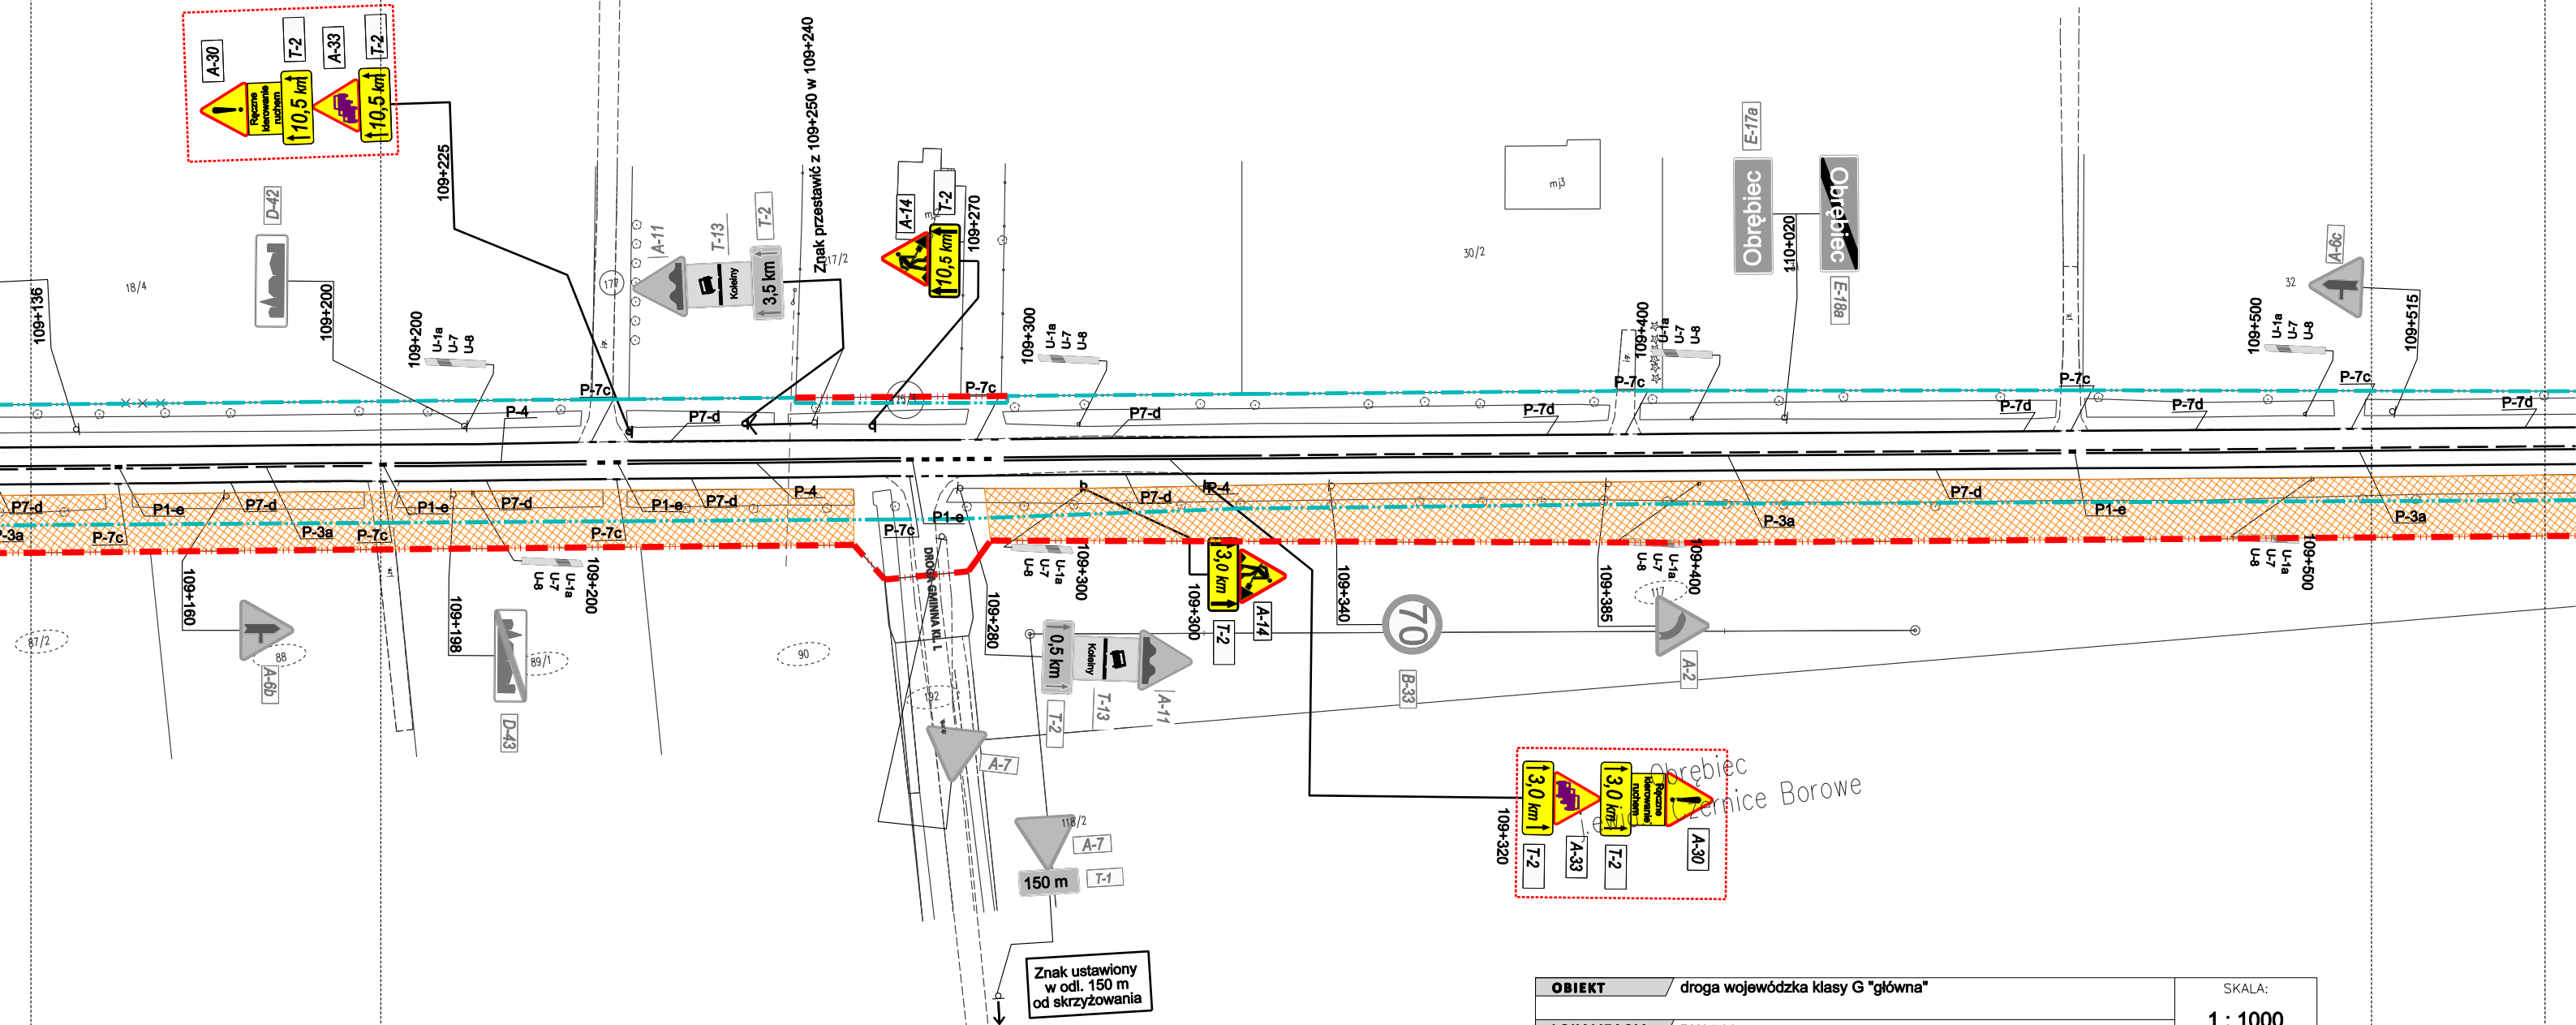 A-30
T-2
A-33
T-2
Ręczne
kierowanie
ruchem
10,5 km
10,5 km
109+225
D-42
109+136
109+200
18/4
109+200
U-1a
U-7
U-8
177
A-11
T-13
T-2
Kolelny
3,5 km
Znak przestawić z 109+250 w 109+240
17/2
A-14
T-2
10,5 km
109+270
109+300
U-1a
U-7
U-8
mj3
30/2
109+400
U-1a
U-7
U-8
E-17a
Obrębiec
Obrębiec
E-18a
110+020
A-6c
32
109+500
U-1a
U-7
U-8
109+515
P-7c
P-4
P7-d
P-7c
P7-d
P-7d
P-7c
P-7d
P-7c
P-7d
P-7c
P-7d
P7-d
P-3a
P-7c
P1-e
P7-d
P-3a
P-7c
P1-e
P7-d
P-7c
P1-e
P7-d
P-4
P-7c
P1-e
P7-d
P-4
P-3a
P7-d
P1-e
P-3a
DROGA GMINNA KL. L
87/2
109+160
A-6b
88
109+198
D-43
89/1
U-8
U-7
U-1a
109+200
90
192
A-7
109+280
U-8
U-7
U-1a
109+300
0,5 km
Kolelny
T-2
T-13
A-11
109+300
3,0 km
T-2
A-14
109+340
70
B-33
109+385
117
A-2
U-8
U-7
U-1a
109+400
U-8
U-7
U-1a
109+500
118/2
A-7
150 m
T-1
109+320
3,0 km
3,0 km
Ręczne
kierowanie
ruchem
T-2
A-33
T-2
A-30
Obrębiec
Czernice Borowe
Znak ustawiony
w odl. 150 m
od skrzyżowania
OBIEKT
droga wojewódzka klasy G "główna"
SKALA:
1 : 1000